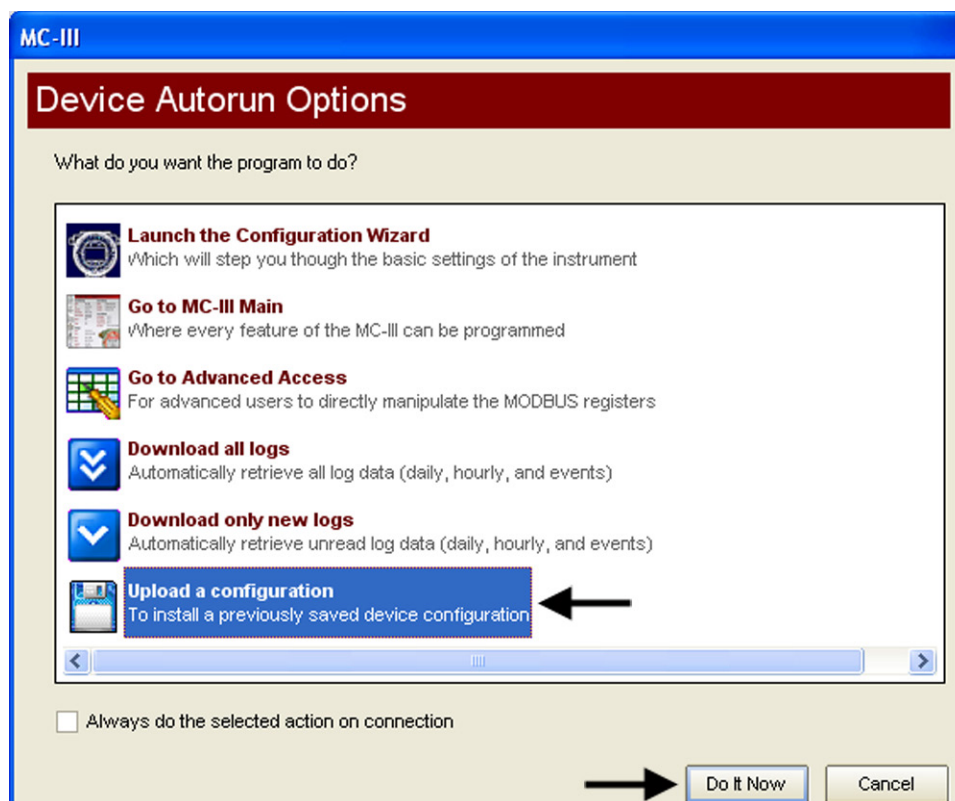 MC-III
Device Autorun Options
What do you want the program to do?
Launch the Configuration Wizard
Which will step you though the basic settings of the instrument
Go to MC-III Main
Where every feature of the MC-III can be programmed
Go to Advanced Access
For advanced users to directly manipulate the MODBUS registers
Download all logs
Automatically retrieve all log data (daily, hourly, and events)
Download only new logs
Automatically retrieve unread log data (daily, hourly, and events)
Upload a configuration
To install a previously saved device configuration
Always do the selected action on connection
Do It Now
Cancel